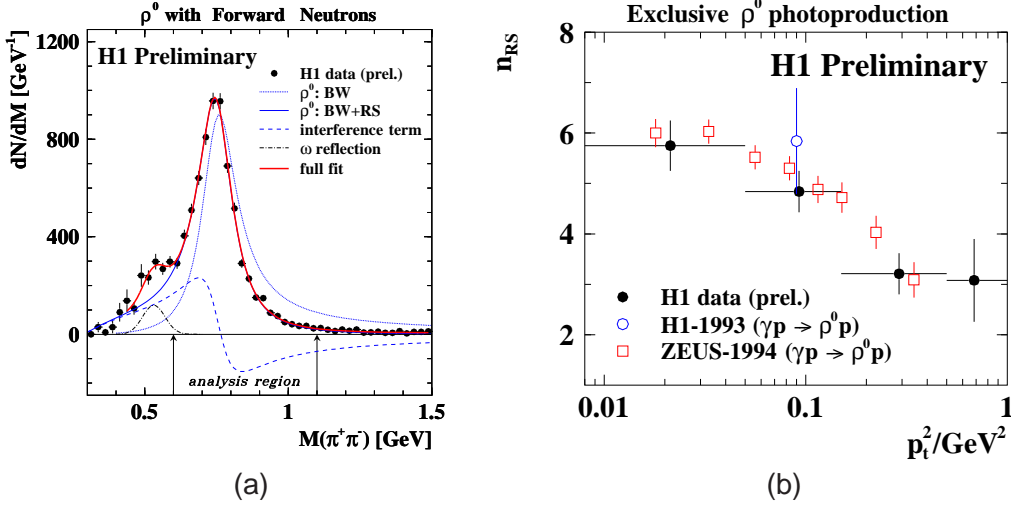 ρ⁰ with Forward Neutrons
H1 Preliminary
dN/dM [GeV⁻¹]
1200
800
400
0
H1 data (prel.)
ρ⁰: BW
ρ⁰: BW+RS
interference term
ω reflection
full fit
analysis region
0.5
1
1.5
M(π⁺π⁻) [GeV]
(a)
Exclusive ρ⁰ photoproduction
H1 Preliminary
n_RS
8
6
4
2
H1 data (prel.)
H1-1993 (γp → ρ⁰p)
ZEUS-1994 (γp → ρ⁰p)
0.01
0.1
1
p_t²/GeV²
(b)